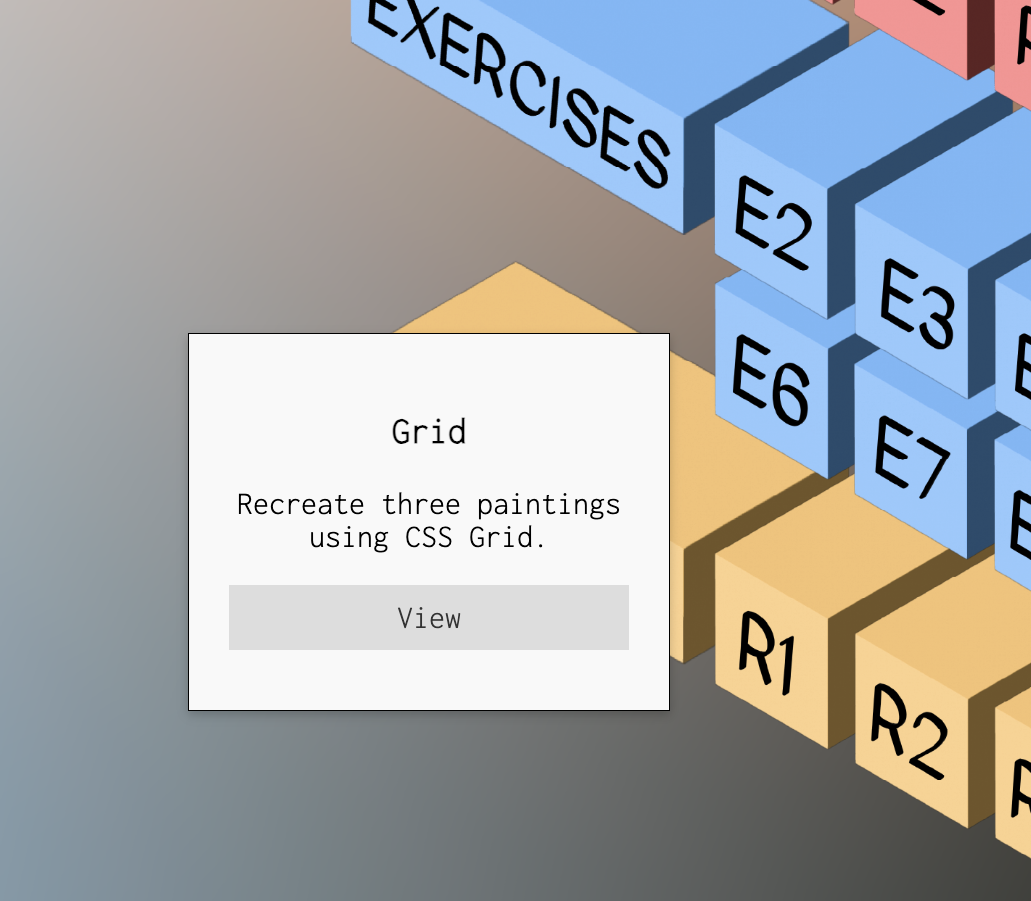 EXERCISES
E2
E3
E6
E7
Grid
Recreate three paintings
using CSS Grid.
View
R1
R2